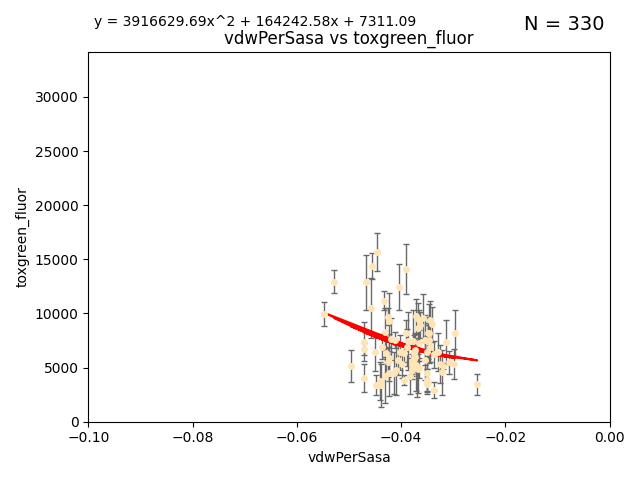 y = 3916629.69x^2 + 164242.58x + 7311.09
N = 330
vdwPerSasa vs toxgreen_fluor
30000
25000
20000
15000
10000
5000
0
toxgreen_fluor
−0.10 −0.08 −0.06 −0.04 −0.02 0.00
vdwPerSasa